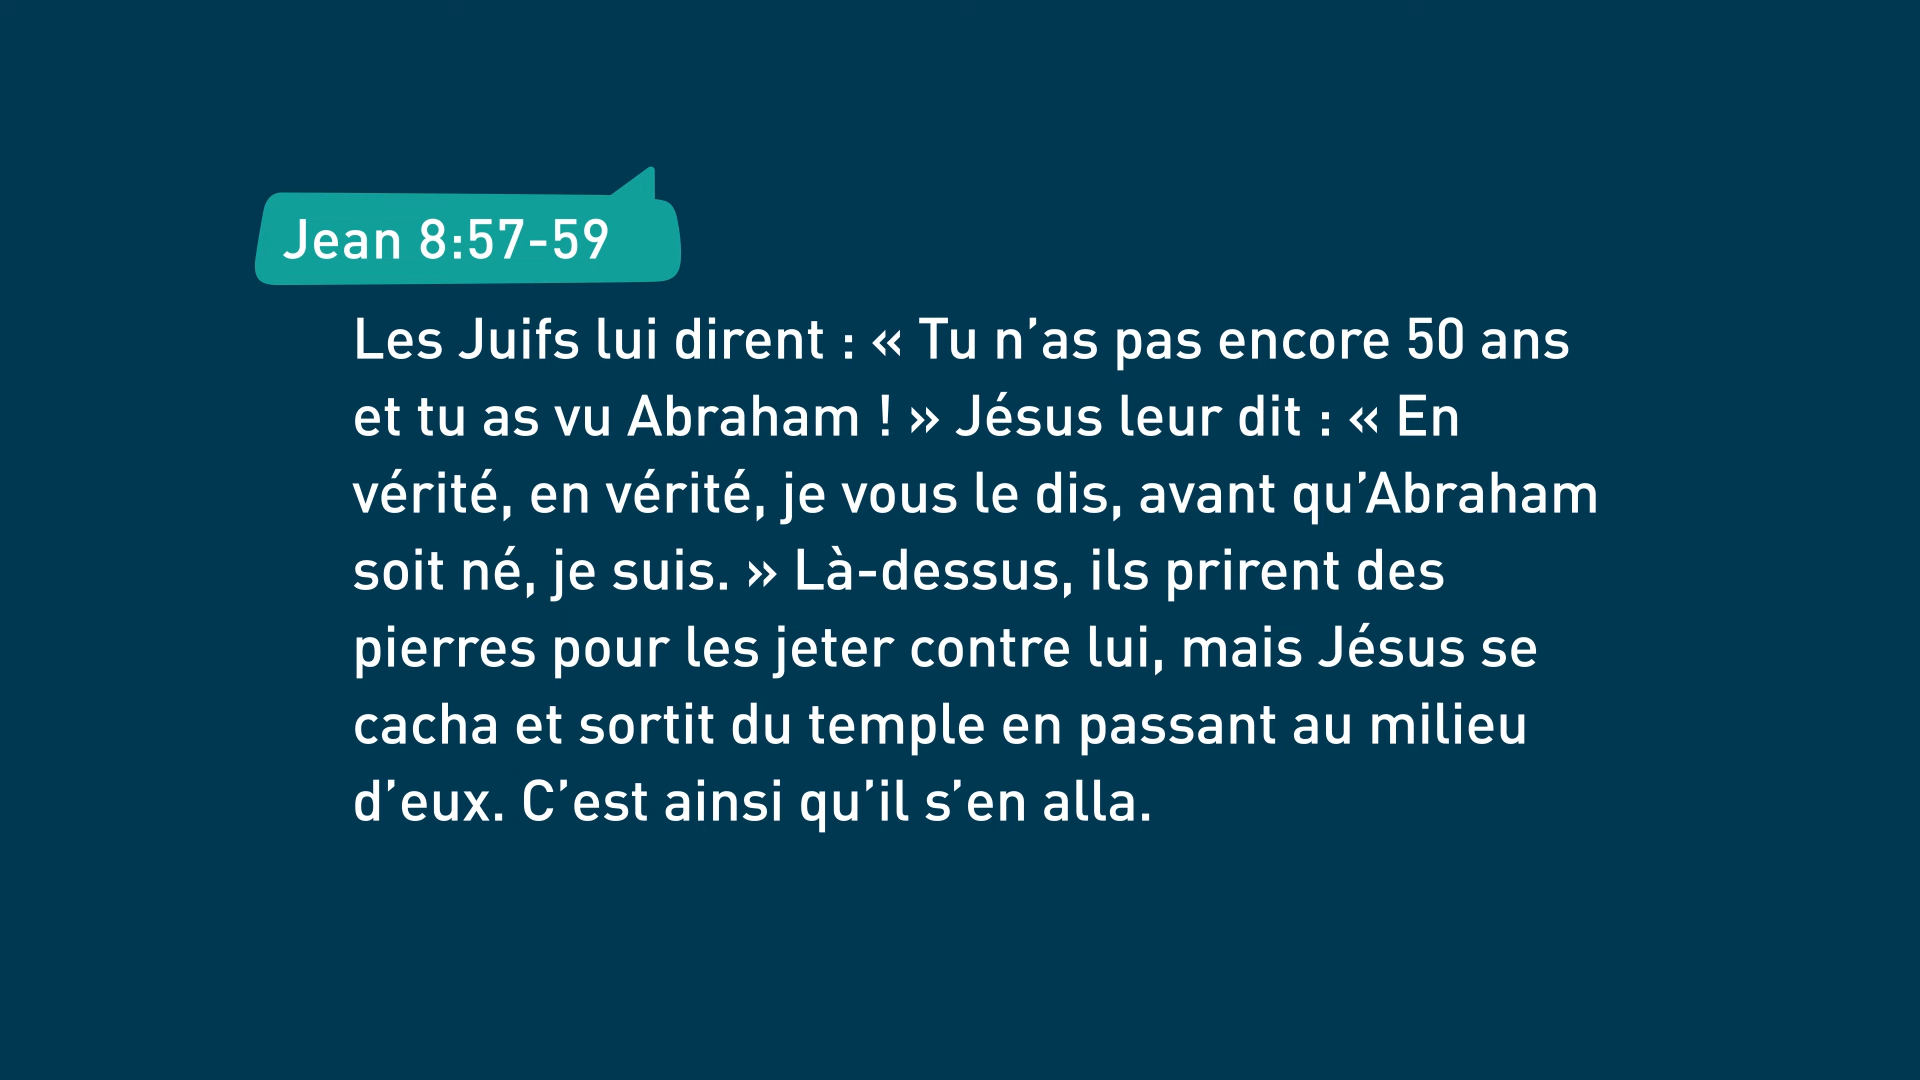 Jean 8:57-59
Les Juifs lui dirent : « Tu n’as pas encore 50 ans
et tu as vu Abraham ! » Jésus leur dit : « En
vérité, en vérité, je vous le dis, avant qu’Abraham
soit né, je suis. » Là-dessus, ils prirent des
pierres pour les jeter contre lui, mais Jésus se
cacha et sortit du temple en passant au milieu
d’eux. C’est ainsi qu’il s’en alla.